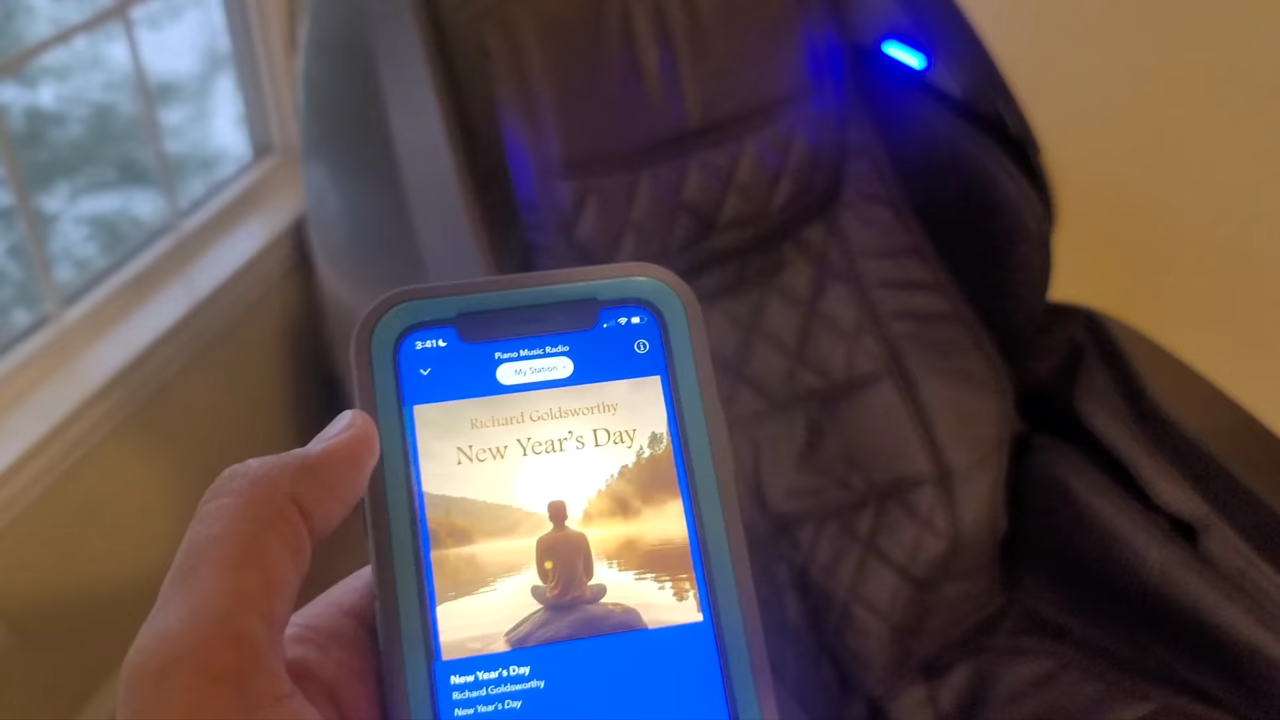 3:41
Piano Music Radio
My Station
Richard Goldsworthy
New Year's Day
New Year's Day
Richard Goldsworthy
New Year's Day